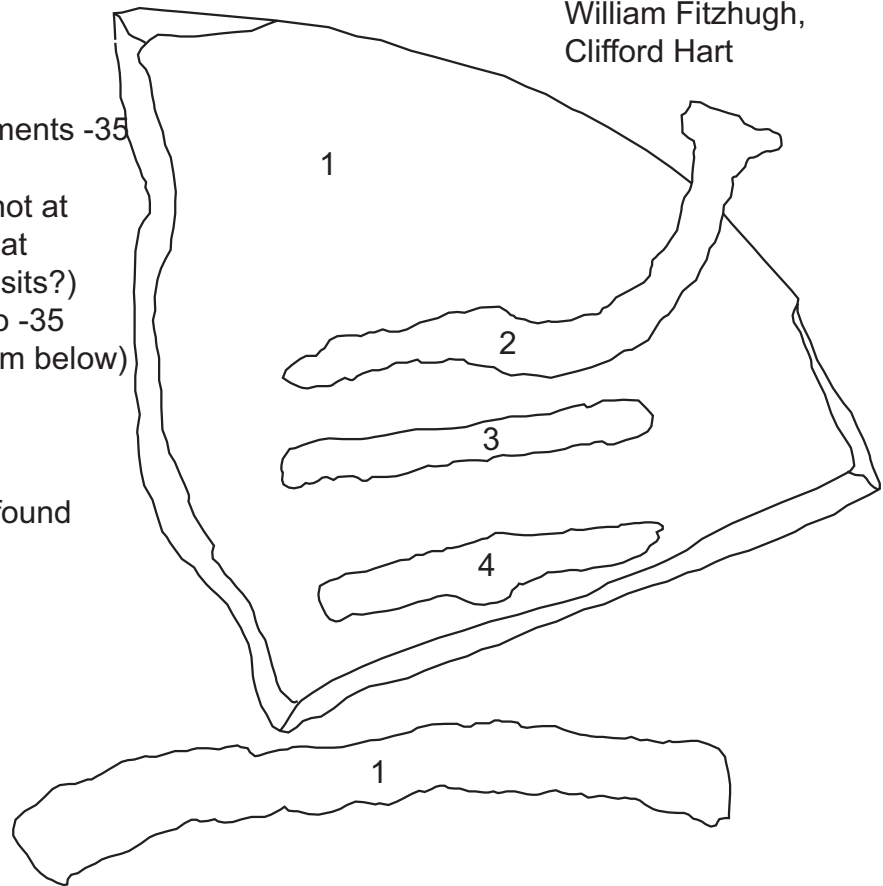 William Fitzhugh,
Clifford Hart
ments -35
1
not at
at
sits?)
o -35
m below)
2
3
found
4
1